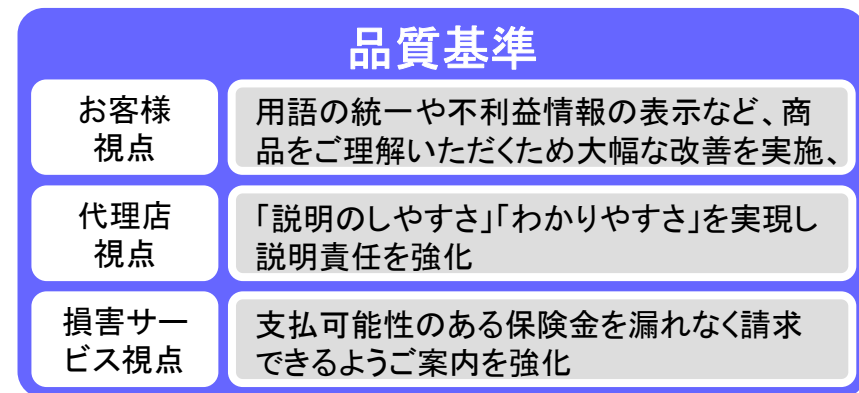 品質基準
お客様
視点
用語の統一や不利益情報の表示など、商
品をご理解いただくため大幅な改善を実施、
代理店
視点
「説明のしやすさ」「わかりやすさ」を実現し
説明責任を強化
損害サー
ビス視点
支払可能性のある保険金を漏れなく請求
できるようご案内を強化